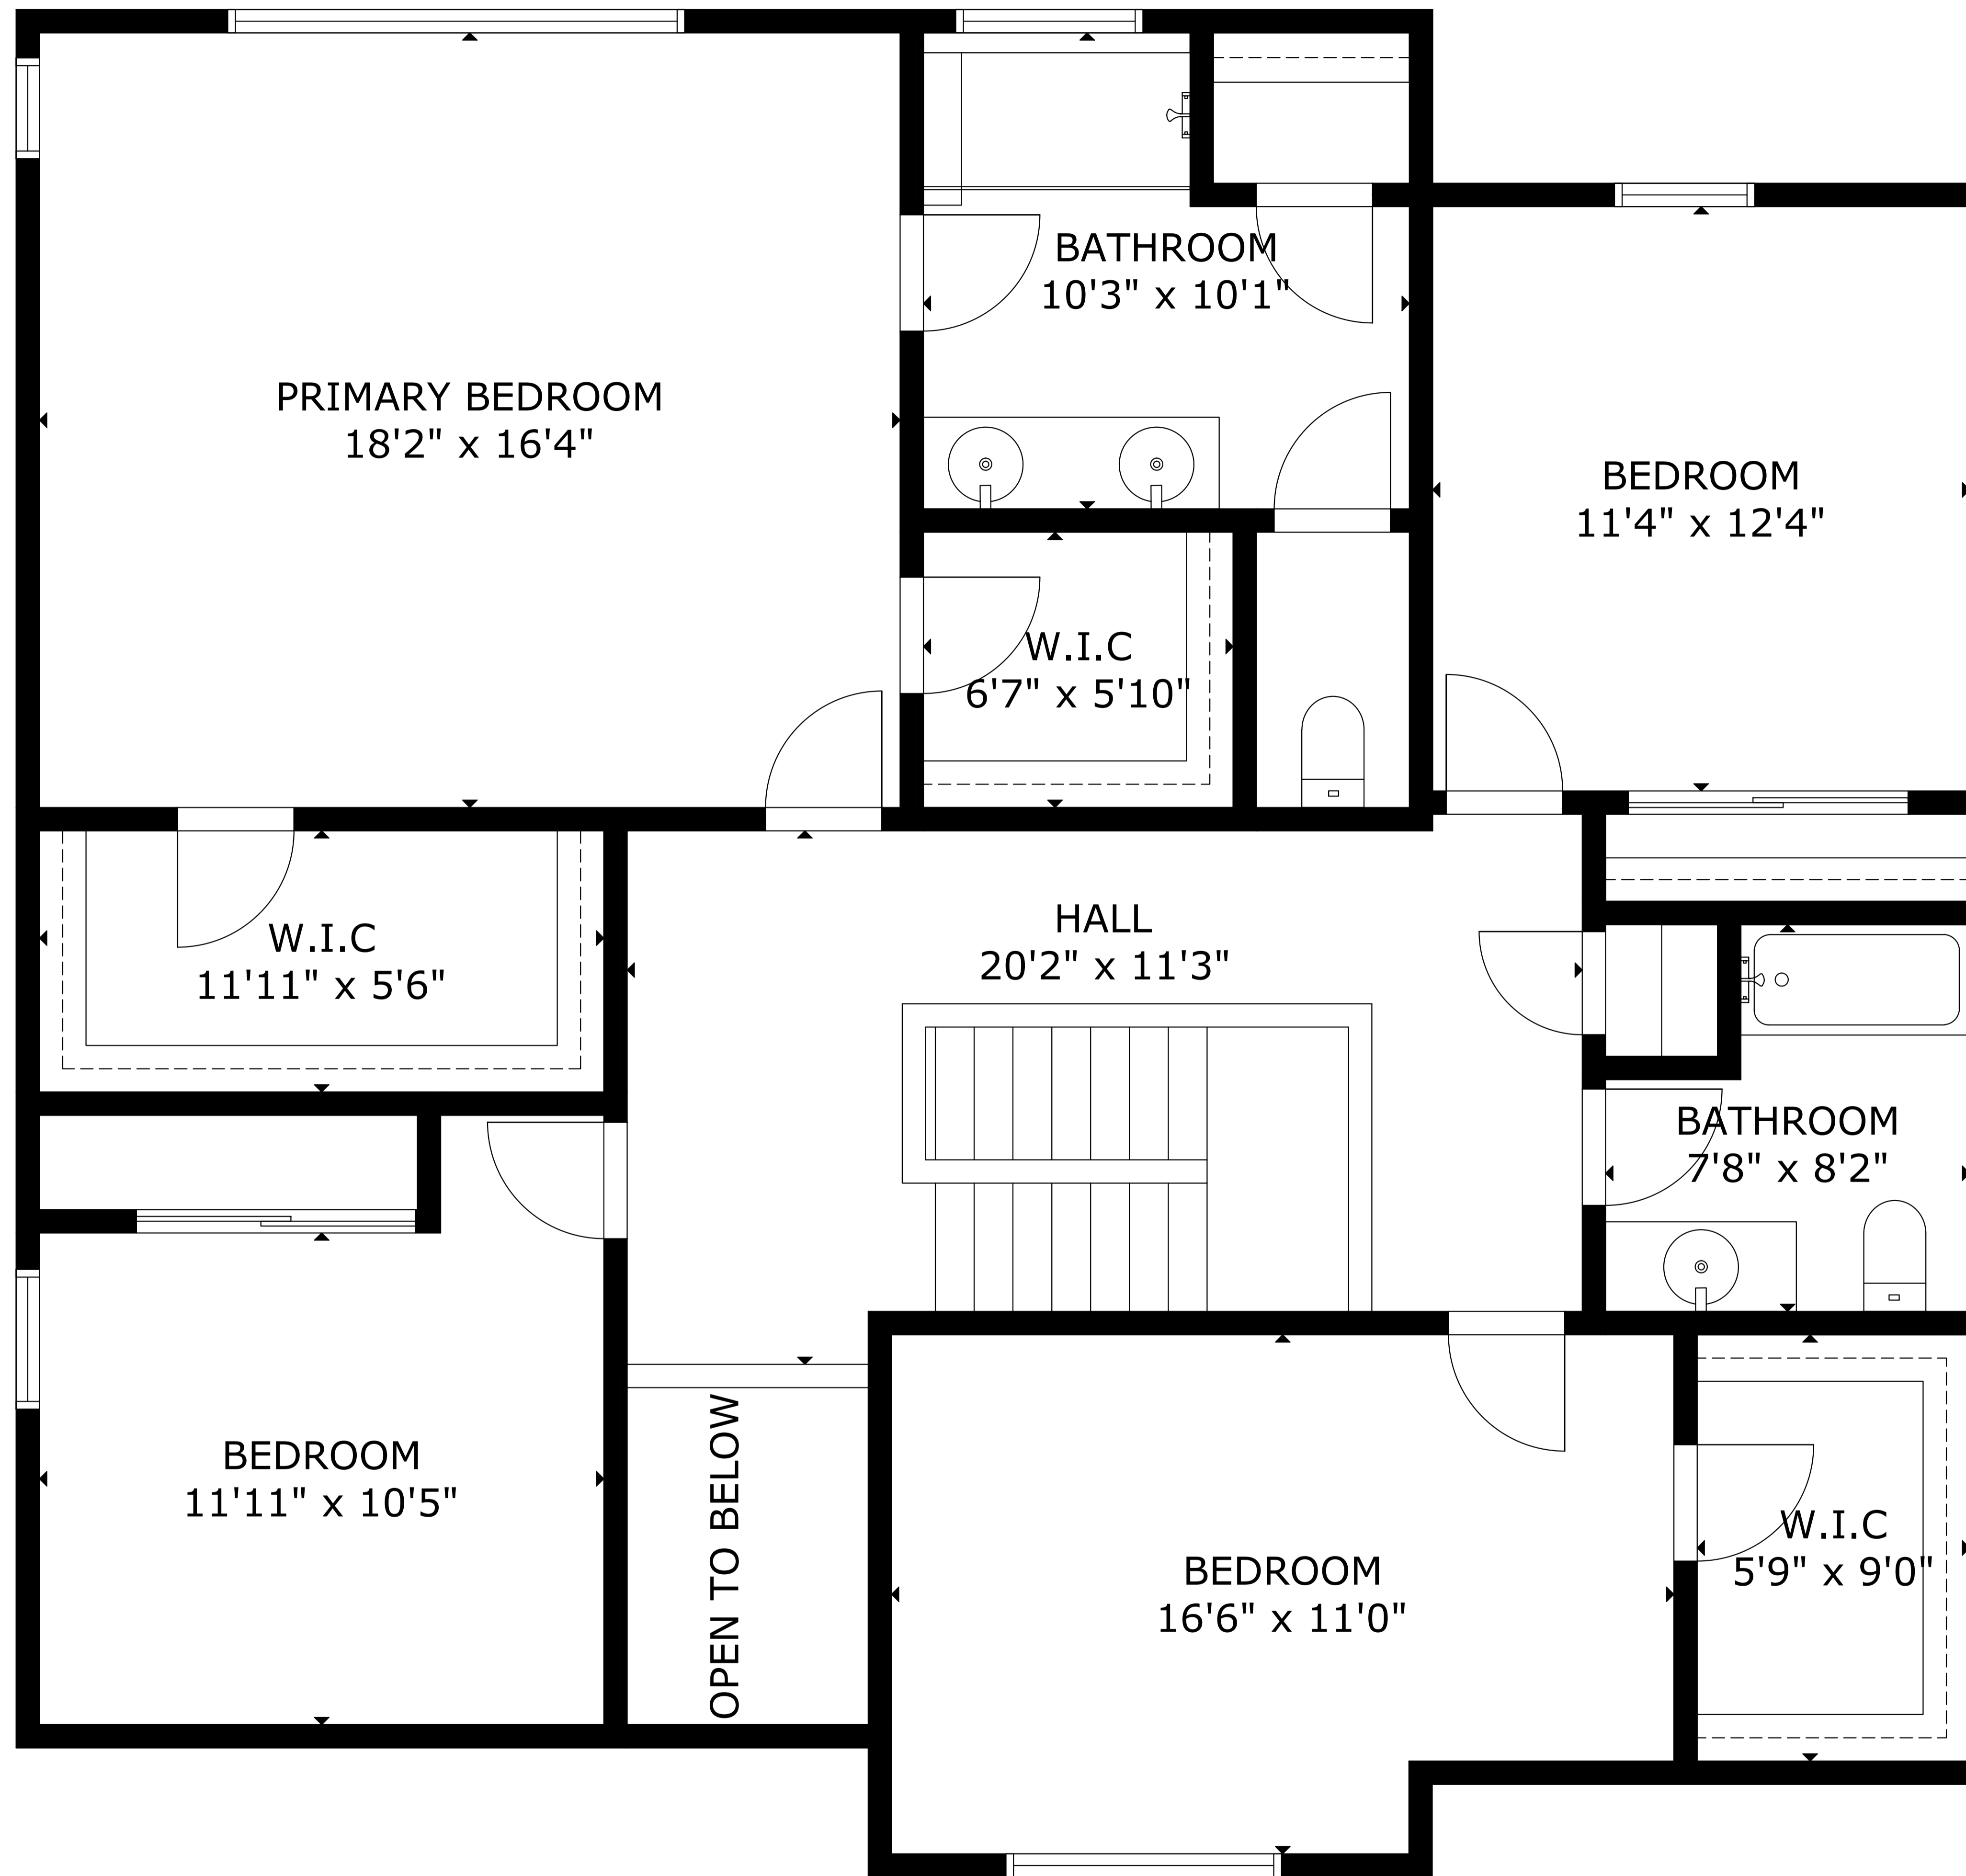 BATHROOM
10'3" x 10'1"
PRIMARY BEDROOM
18'2" x 16'4"
BEDROOM
11'4" x 12'4"
W.I.C
6'7" x 5'10"
HALL
20'2" x 11'3"
W.I.C
11'11" x 5'6"
BATHROOM
7'8" x 8'2"
BEDROOM
11'11" x 10'5"
OPEN TO BELOW
BEDROOM
16'6" x 11'0"
W.I.C
5'9" x 9'0"